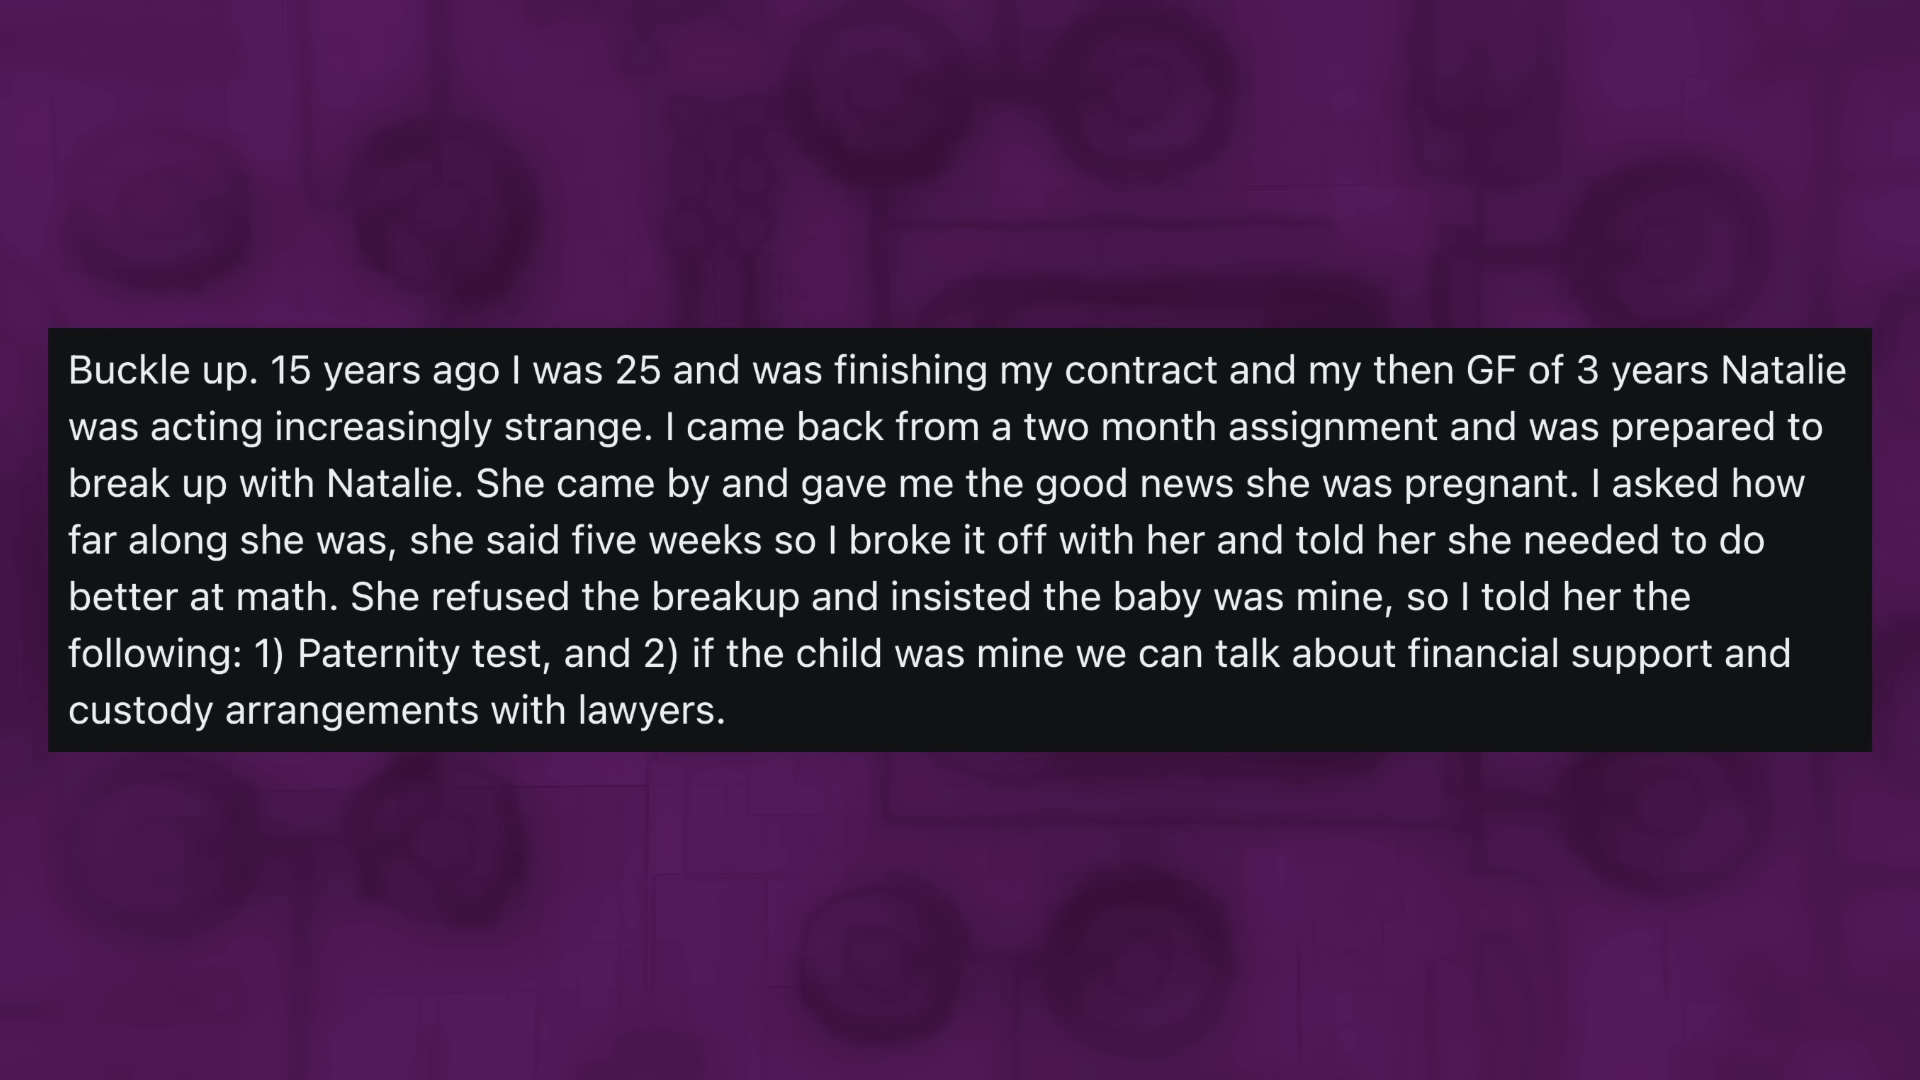 Buckle up. 15 years ago I was 25 and was finishing my contract and my then GF of 3 years Natalie
was acting increasingly strange. I came back from a two month assignment and was prepared to
break up with Natalie. She came by and gave me the good news she was pregnant. I asked how
far along she was, she said five weeks so I broke it off with her and told her she needed to do
better at math. She refused the breakup and insisted the baby was mine, so I told her the
following: 1) Paternity test, and 2) if the child was mine we can talk about financial support and
custody arrangements with lawyers.